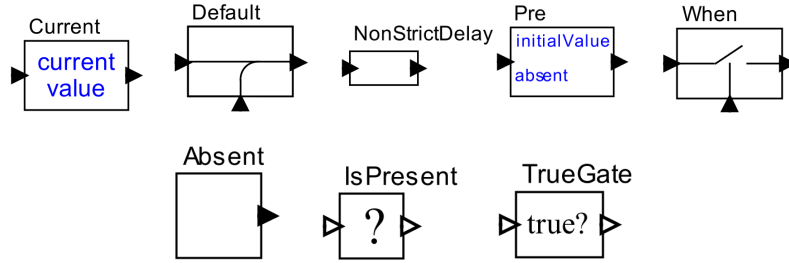 Current
Default
NonStrictDelay
Pre
When
current
value
initialValue
absent
Absent
IsPresent
TrueGate
?
true?